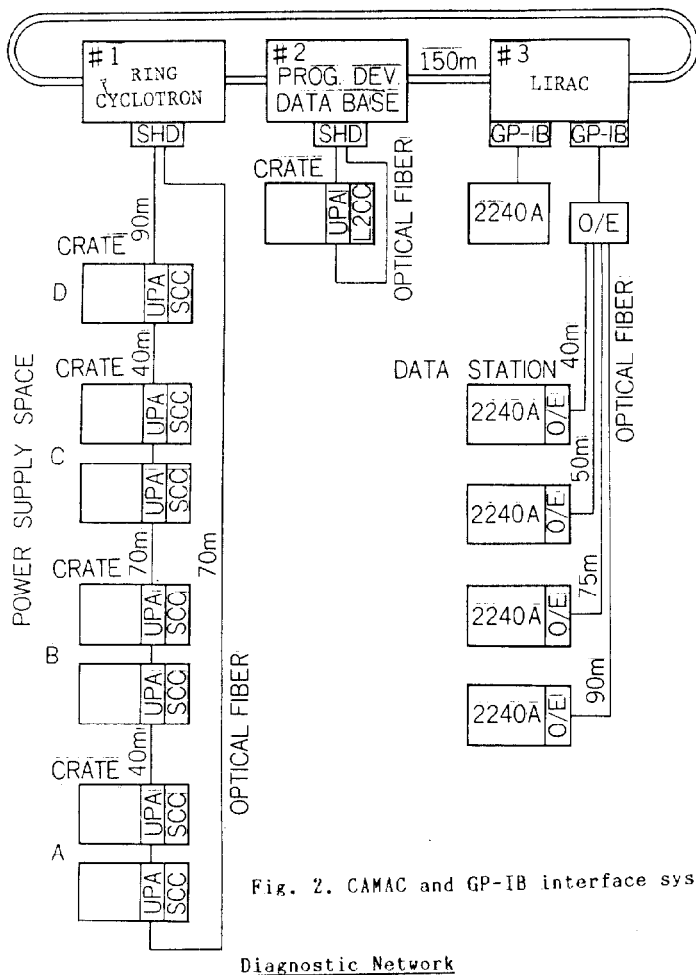 #1
RING
CYCLOTRON
SHD
#2
PROG. DEV.
DATA BASE
SHD
150m
#3
LIRAC
GP-IB
GP-IB
2240A
O/E
CRATE
UPA
L2CC
OPTICAL FIBER
90m
CRATE
D
UPA
SCC
40m
CRATE
UPA
SCC
C
UPA
SCC
70m
CRATE
UPA
SCC
B
UPA
SCC
40m
CRATE
UPA
SCC
A
UPA
SCC
POWER SUPPLY SPACE
70m
OPTICAL FIBER
DATA STATION
40m
OPTICAL FIBER
2240A
O/E
50m
2240A
O/E
75m
2240A
O/E
90m
2240A
O/E
Fig. 2. CAMAC and GP-IB interface sys
Diagnostic Network